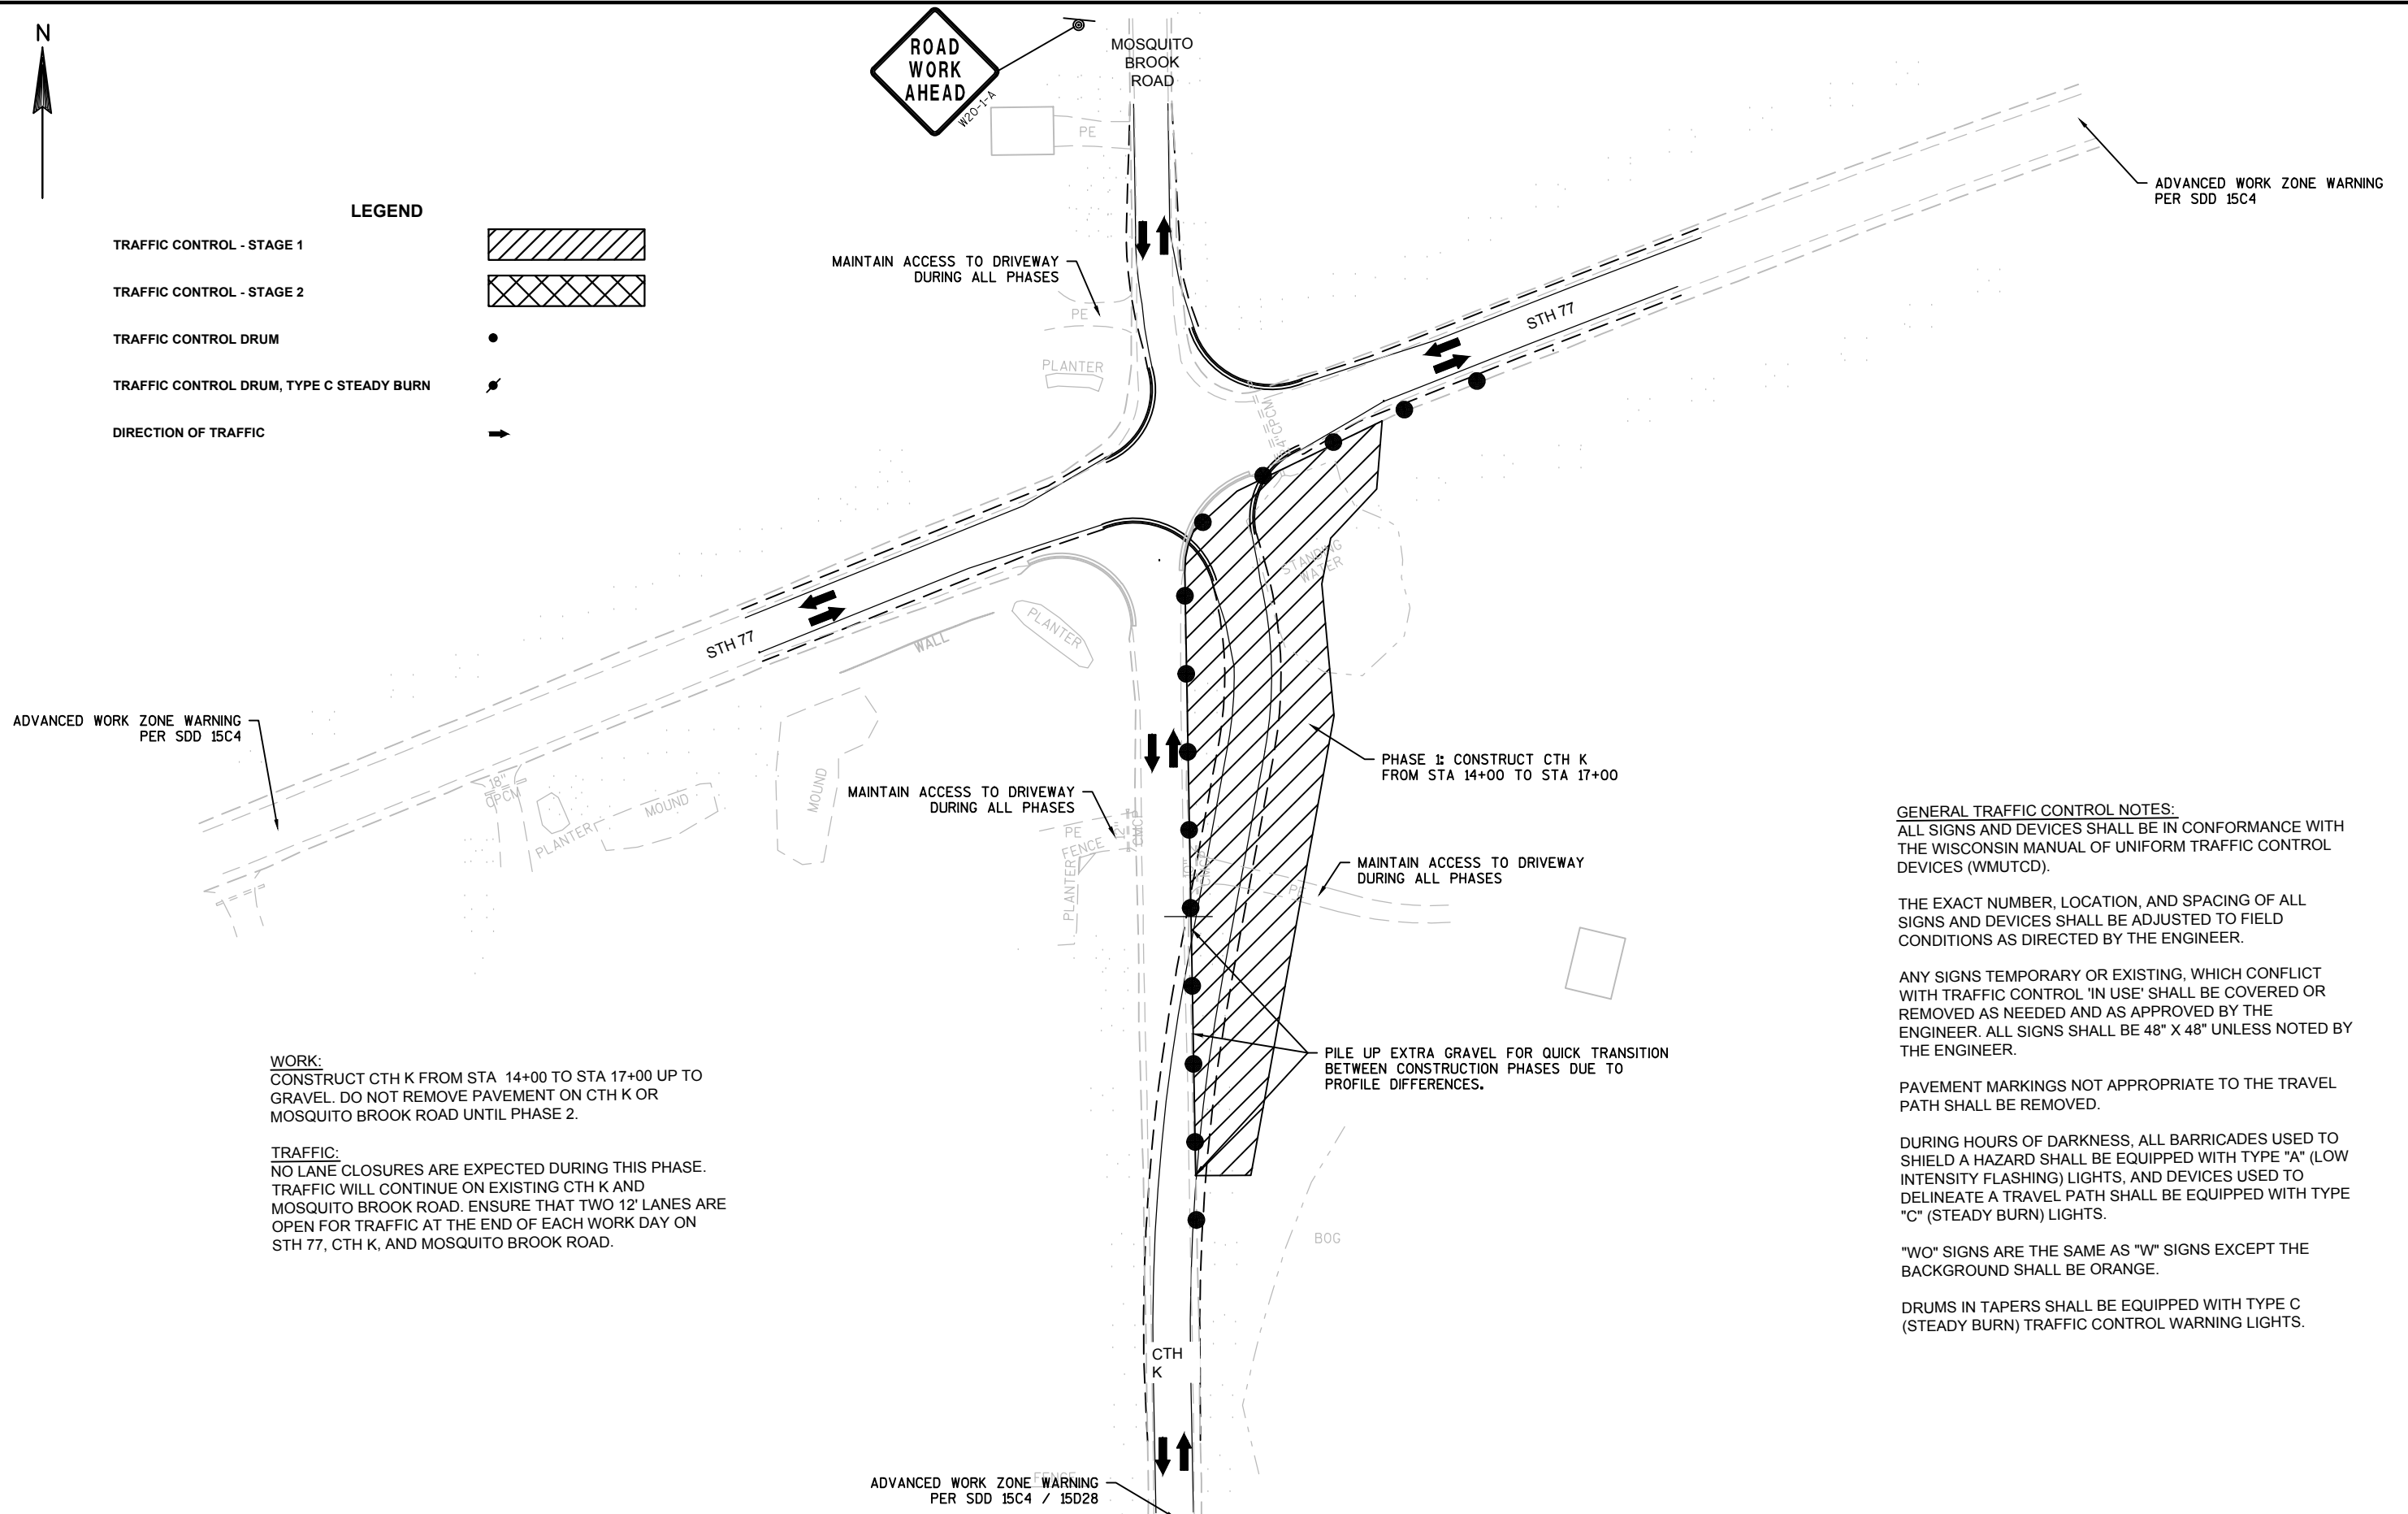 N
ROAD
WORK
AHEAD
W20-1-A
MOSQUITO
BROOK
ROAD
PE
ADVANCED WORK ZONE WARNING
PER SDD 15C4
LEGEND
TRAFFIC CONTROL - STAGE 1
TRAFFIC CONTROL - STAGE 2
TRAFFIC CONTROL DRUM
TRAFFIC CONTROL DRUM, TYPE C STEADY BURN
DIRECTION OF TRAFFIC
MAINTAIN ACCESS TO DRIVEWAY
DURING ALL PHASES
PE
PLANTER
STH 77
STANDING
WATER
PLANTER
WALL
STH 77
ADVANCED WORK ZONE WARNING
PER SDD 15C4
18"
CPCM
PLANTER
MOUND
MOUND
PHASE 1: CONSTRUCT CTH K
FROM STA 14+00 TO STA 17+00
MAINTAIN ACCESS TO DRIVEWAY
DURING ALL PHASES
PE
FENCE
PLANTER
12"
MAINTAIN ACCESS TO DRIVEWAY
DURING ALL PHASES
PILE UP EXTRA GRAVEL FOR QUICK TRANSITION
BETWEEN CONSTRUCTION PHASES DUE TO
PROFILE DIFFERENCES.
WORK:
CONSTRUCT CTH K FROM STA 14+00 TO STA 17+00 UP TO
GRAVEL. DO NOT REMOVE PAVEMENT ON CTH K OR
MOSQUITO BROOK ROAD UNTIL PHASE 2.
TRAFFIC:
NO LANE CLOSURES ARE EXPECTED DURING THIS PHASE.
TRAFFIC WILL CONTINUE ON EXISTING CTH K AND
MOSQUITO BROOK ROAD. ENSURE THAT TWO 12' LANES ARE
OPEN FOR TRAFFIC AT THE END OF EACH WORK DAY ON
STH 77, CTH K, AND MOSQUITO BROOK ROAD.
BOG
CTH
K
FENCE
ADVANCED WORK ZONE WARNING
PER SDD 15C4 / 15D28
GENERAL TRAFFIC CONTROL NOTES:
ALL SIGNS AND DEVICES SHALL BE IN CONFORMANCE WITH
THE WISCONSIN MANUAL OF UNIFORM TRAFFIC CONTROL
DEVICES (WMUTCD).
THE EXACT NUMBER, LOCATION, AND SPACING OF ALL
SIGNS AND DEVICES SHALL BE ADJUSTED TO FIELD
CONDITIONS AS DIRECTED BY THE ENGINEER.
ANY SIGNS TEMPORARY OR EXISTING, WHICH CONFLICT
WITH TRAFFIC CONTROL 'IN USE' SHALL BE COVERED OR
REMOVED AS NEEDED AND AS APPROVED BY THE
ENGINEER. ALL SIGNS SHALL BE 48" X 48" UNLESS NOTED BY
THE ENGINEER.
PAVEMENT MARKINGS NOT APPROPRIATE TO THE TRAVEL
PATH SHALL BE REMOVED.
DURING HOURS OF DARKNESS, ALL BARRICADES USED TO
SHIELD A HAZARD SHALL BE EQUIPPED WITH TYPE "A" (LOW
INTENSITY FLASHING) LIGHTS, AND DEVICES USED TO
DELINEATE A TRAVEL PATH SHALL BE EQUIPPED WITH TYPE
"C" (STEADY BURN) LIGHTS.
"WO" SIGNS ARE THE SAME AS "W" SIGNS EXCEPT THE
BACKGROUND SHALL BE ORANGE.
DRUMS IN TAPERS SHALL BE EQUIPPED WITH TYPE C
(STEADY BURN) TRAFFIC CONTROL WARNING LIGHTS.